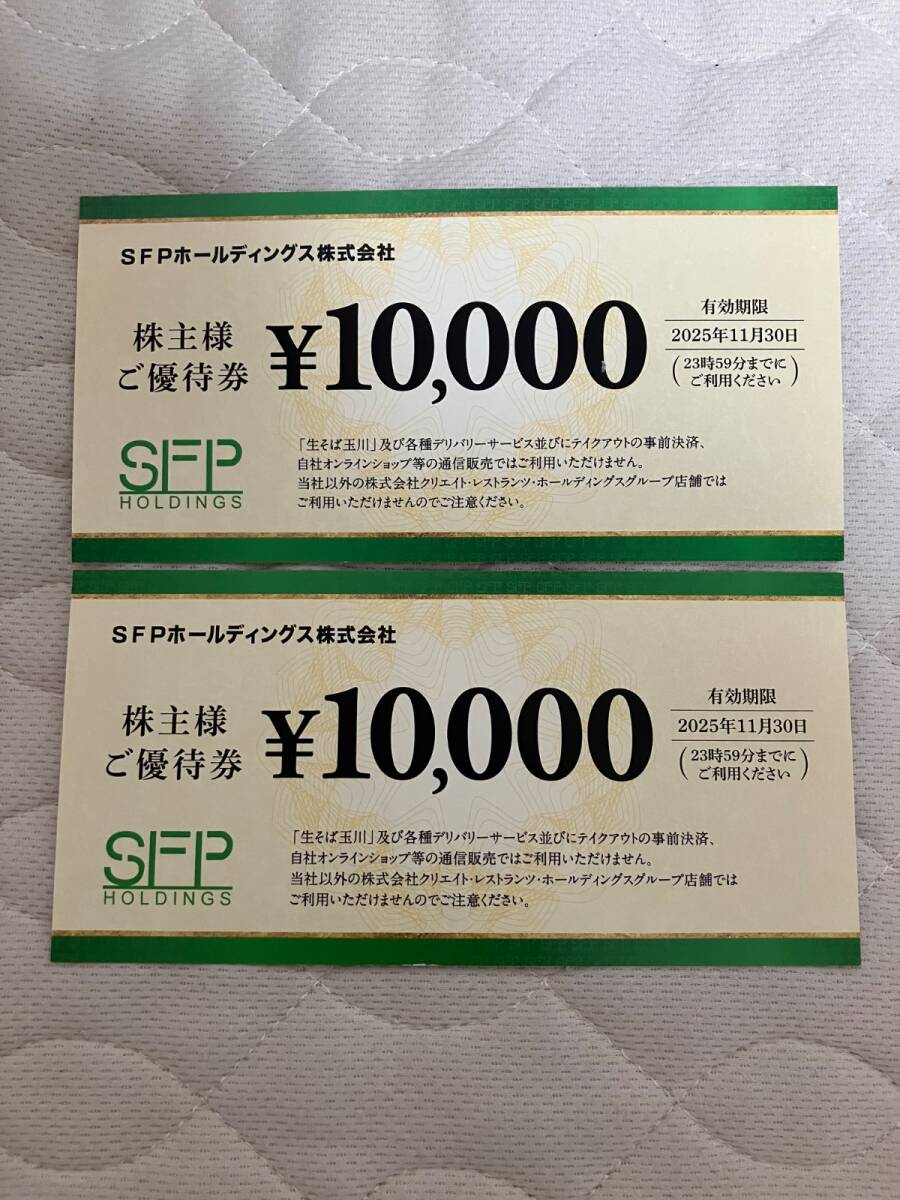 SFPホールディングス株式会社
株主様
ご優待券
¥10,000
有効期限
2025年11月30日
(23時59分までに
ご利用ください)
SFP
HOLDINGS
「生そば玉川」及び各種デリバリーサービス並びにテイクアウトの事前決済、
自社オンラインショップ等の通信販売ではご利用いただけません。
当社以外の株式会社クリエイト・レストランツ・ホールディングスグループ店舗では
ご利用いただけませんのでご注意ください。
SFPホールディングス株式会社
株主様
ご優待券
¥10,000
有効期限
2025年11月30日
(23時59分までに
ご利用ください)
SFP
HOLDINGS
「生そば玉川」及び各種デリバリーサービス並びにテイクアウトの事前決済、
自社オンラインショップ等の通信販売ではご利用いただけません。
当社以外の株式会社クリエイト・レストランツ・ホールディングスグループ店舗では
ご利用いただけませんのでご注意ください。